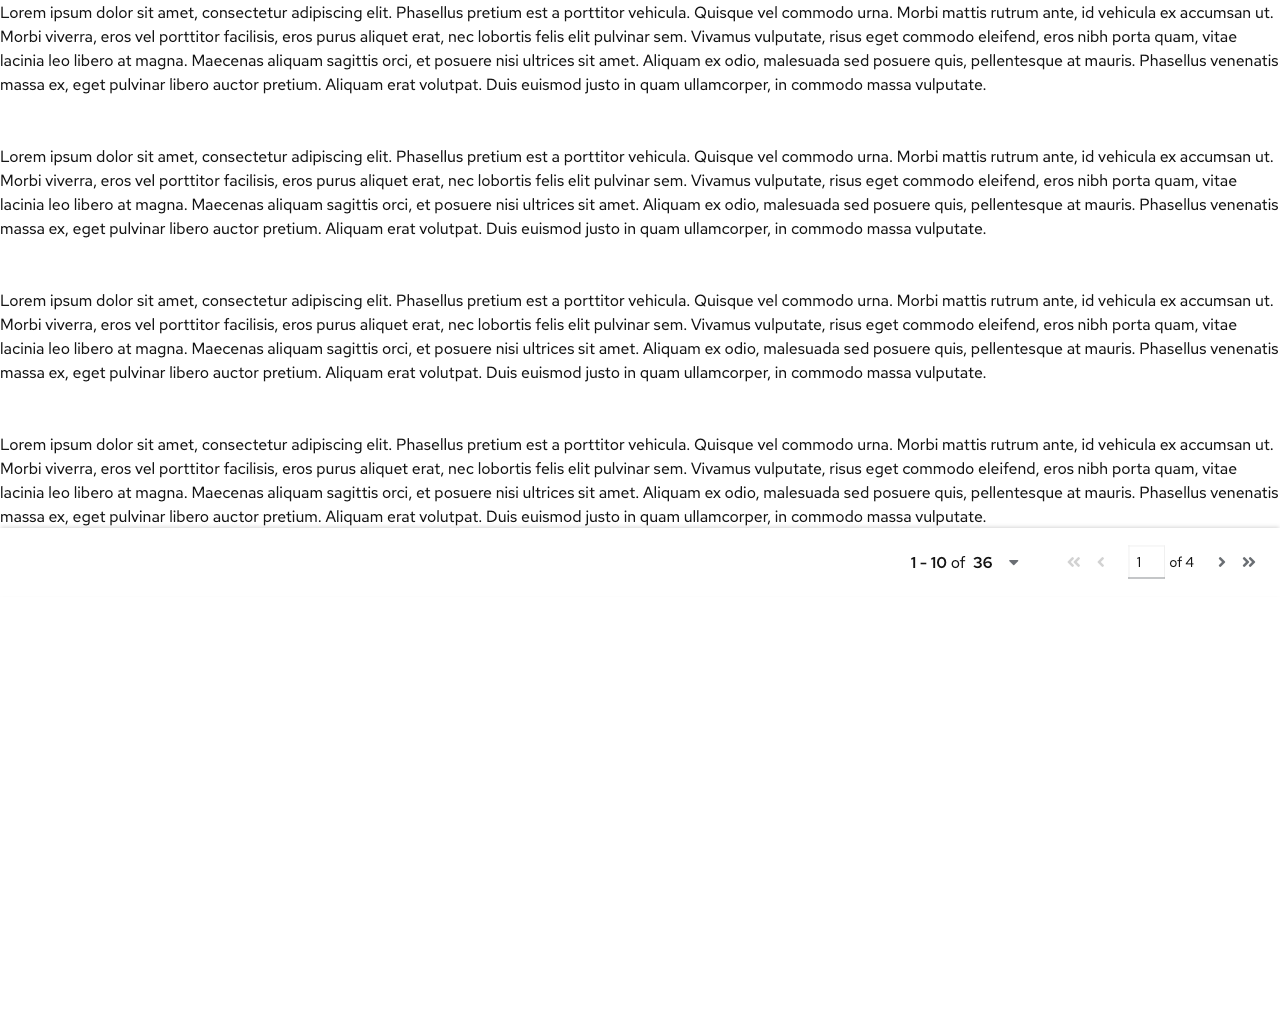 Lorem ipsum dolor sit amet, consectetur adipiscing elit. Phasellus pretium est a porttitor vehicula. Quisque vel commodo urna. Morbi mattis rutrum ante, id vehicula ex accumsan ut.
Morbi viverra, eros vel porttitor facilisis, eros purus aliquet erat, nec lobortis felis elit pulvinar sem. Vivamus vulputate, risus eget commodo eleifend, eros nibh porta quam, vitae
lacinia leo libero at magna. Maecenas aliquam sagittis orci, et posuere nisi ultrices sit amet. Aliquam ex odio, malesuada sed posuere quis, pellentesque at mauris. Phasellus venenatis
massa ex, eget pulvinar libero auctor pretium. Aliquam erat volutpat. Duis euismod justo in quam ullamcorper, in commodo massa vulputate.
Lorem ipsum dolor sit amet, consectetur adipiscing elit. Phasellus pretium est a porttitor vehicula. Quisque vel commodo urna. Morbi mattis rutrum ante, id vehicula ex accumsan ut.
Morbi viverra, eros vel porttitor facilisis, eros purus aliquet erat, nec lobortis felis elit pulvinar sem. Vivamus vulputate, risus eget commodo eleifend, eros nibh porta quam, vitae
lacinia leo libero at magna. Maecenas aliquam sagittis orci, et posuere nisi ultrices sit amet. Aliquam ex odio, malesuada sed posuere quis, pellentesque at mauris. Phasellus venenatis
massa ex, eget pulvinar libero auctor pretium. Aliquam erat volutpat. Duis euismod justo in quam ullamcorper, in commodo massa vulputate.
Lorem ipsum dolor sit amet, consectetur adipiscing elit. Phasellus pretium est a porttitor vehicula. Quisque vel commodo urna. Morbi mattis rutrum ante, id vehicula ex accumsan ut.
Morbi viverra, eros vel porttitor facilisis, eros purus aliquet erat, nec lobortis felis elit pulvinar sem. Vivamus vulputate, risus eget commodo eleifend, eros nibh porta quam, vitae
lacinia leo libero at magna. Maecenas aliquam sagittis orci, et posuere nisi ultrices sit amet. Aliquam ex odio, malesuada sed posuere quis, pellentesque at mauris. Phasellus venenatis
massa ex, eget pulvinar libero auctor pretium. Aliquam erat volutpat. Duis euismod justo in quam ullamcorper, in commodo massa vulputate.
Lorem ipsum dolor sit amet, consectetur adipiscing elit. Phasellus pretium est a porttitor vehicula. Quisque vel commodo urna. Morbi mattis rutrum ante, id vehicula ex accumsan ut.
Morbi viverra, eros vel porttitor facilisis, eros purus aliquet erat, nec lobortis felis elit pulvinar sem. Vivamus vulputate, risus eget commodo eleifend, eros nibh porta quam, vitae
lacinia leo libero at magna. Maecenas aliquam sagittis orci, et posuere nisi ultrices sit amet. Aliquam ex odio, malesuada sed posuere quis, pellentesque at mauris. Phasellus venenatis
massa ex, eget pulvinar libero auctor pretium. Aliquam erat volutpat. Duis euismod justo in quam ullamcorper, in commodo massa vulputate.
1 - 10 of 36 1 of 4